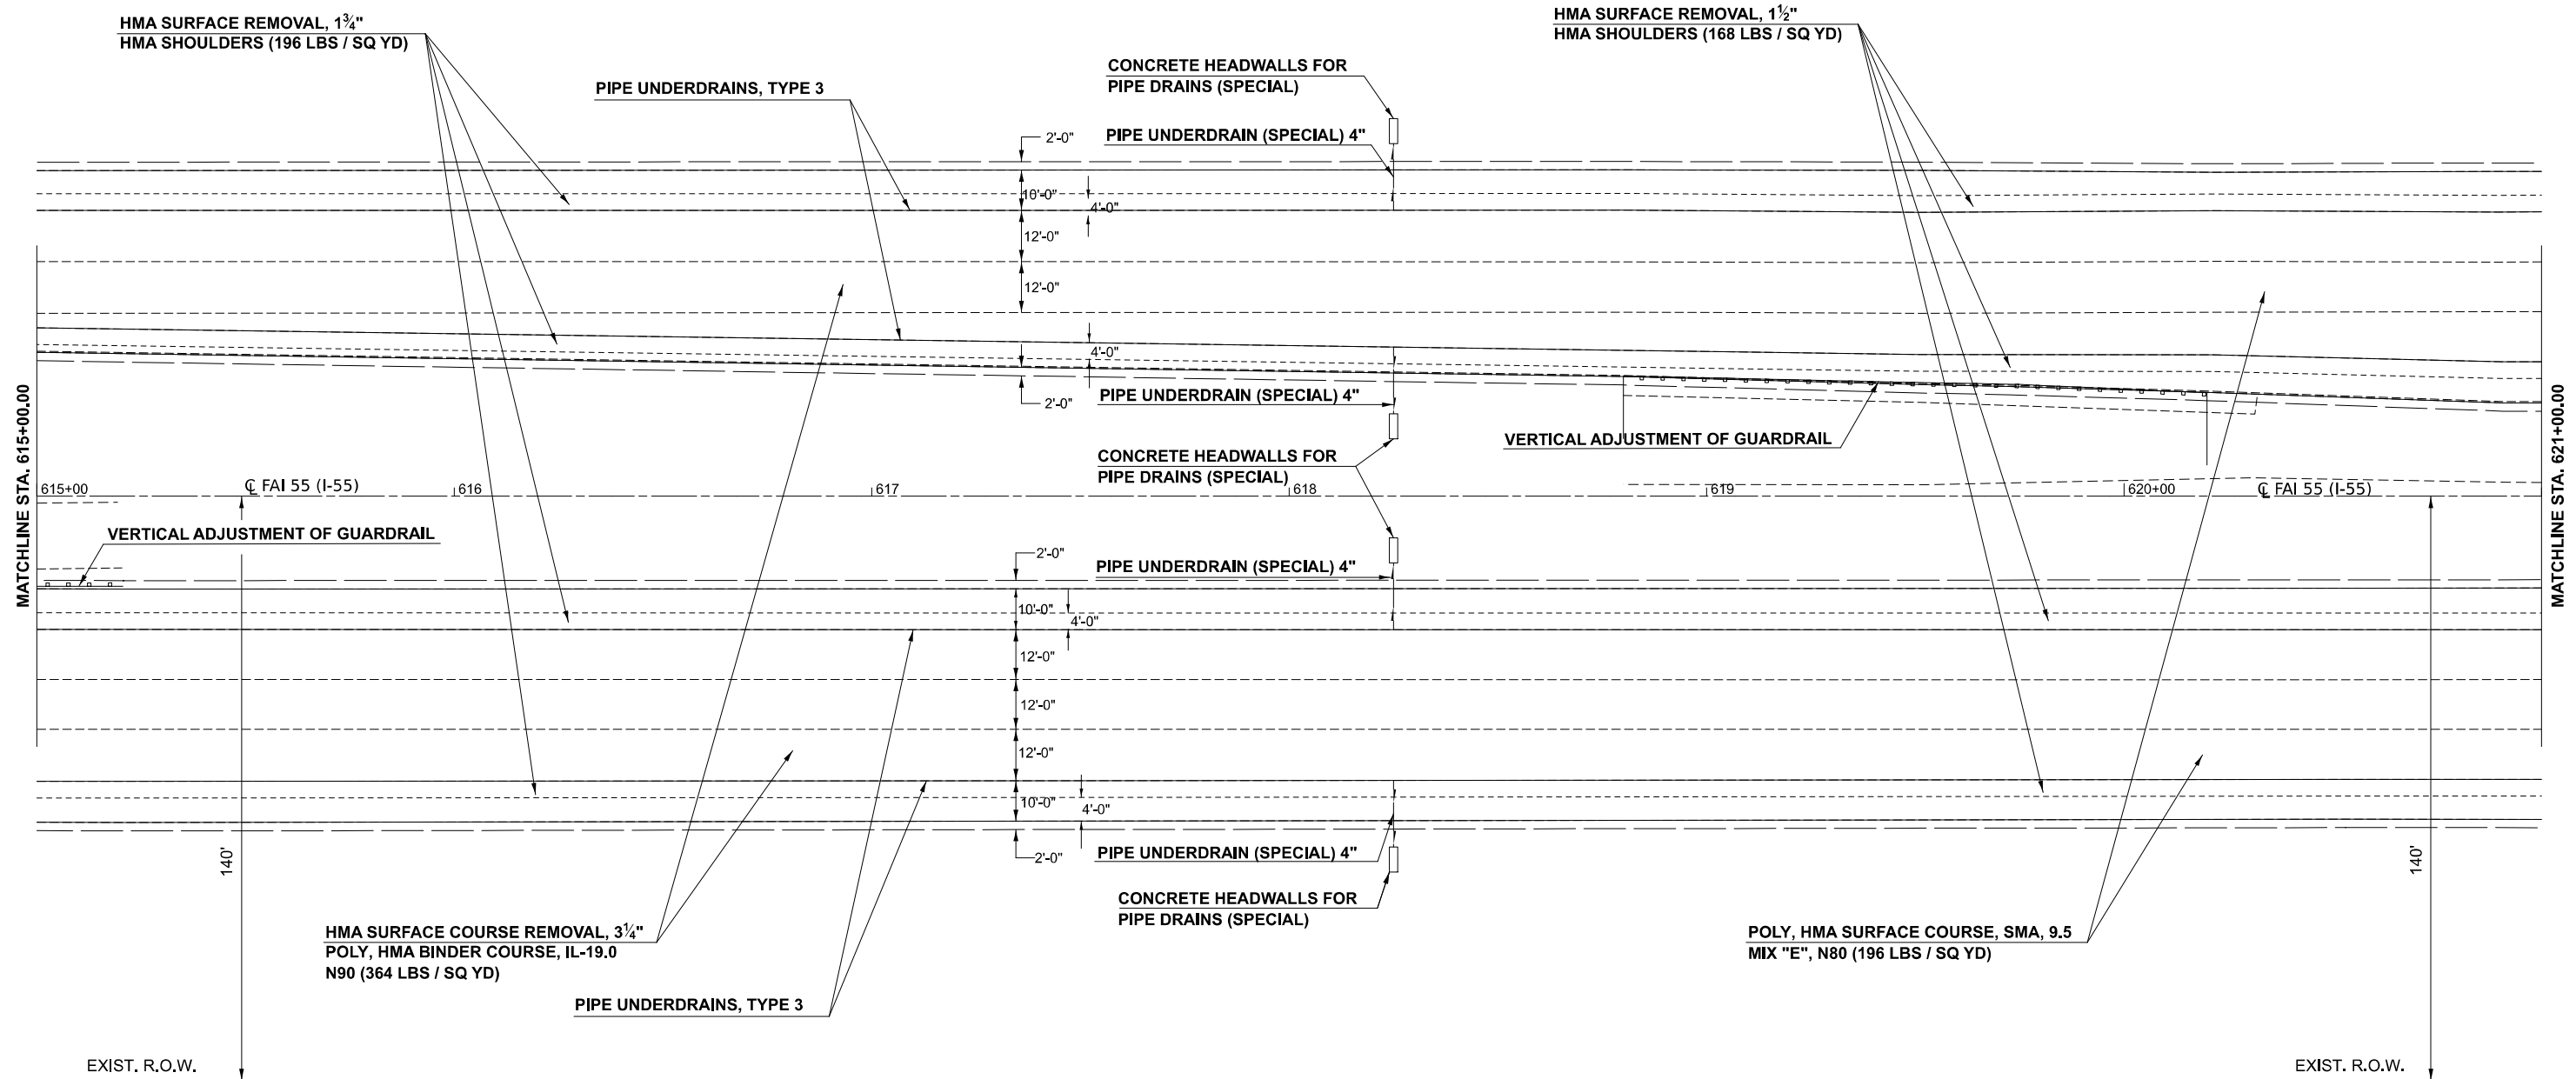 HMA SURFACE REMOVAL, 1¾"
HMA SHOULDERS (196 LBS / SQ YD)
HMA SURFACE REMOVAL, 1½"
HMA SHOULDERS (168 LBS / SQ YD)
PIPE UNDERDRAINS, TYPE 3
CONCRETE HEADWALLS FOR
PIPE DRAINS (SPECIAL)
2'-0"
PIPE UNDERDRAIN (SPECIAL) 4"
10'-0"
4'-0"
12'-0"
12'-0"
4'-0"
2'-0"
PIPE UNDERDRAIN (SPECIAL) 4"
VERTICAL ADJUSTMENT OF GUARDRAIL
CONCRETE HEADWALLS FOR
PIPE DRAINS (SPECIAL)
MATCHLINE STA. 615+00.00
MATCHLINE STA. 621+00.00
615+00
℄ FAI 55 (I-55)
616
617
618
619
620+00
℄ FAI 55 (I-55)
VERTICAL ADJUSTMENT OF GUARDRAIL
2'-0"
PIPE UNDERDRAIN (SPECIAL) 4"
10'-0"
4'-0"
12'-0"
12'-0"
12'-0"
10'-0"
4'-0"
2'-0"
PIPE UNDERDRAIN (SPECIAL) 4"
140'
140'
CONCRETE HEADWALLS FOR
PIPE DRAINS (SPECIAL)
HMA SURFACE COURSE REMOVAL, 3¼"
POLY, HMA BINDER COURSE, IL-19.0
N90 (364 LBS / SQ YD)
POLY, HMA SURFACE COURSE, SMA, 9.5
MIX "E", N80 (196 LBS / SQ YD)
PIPE UNDERDRAINS, TYPE 3
EXIST. R.O.W.
EXIST. R.O.W.